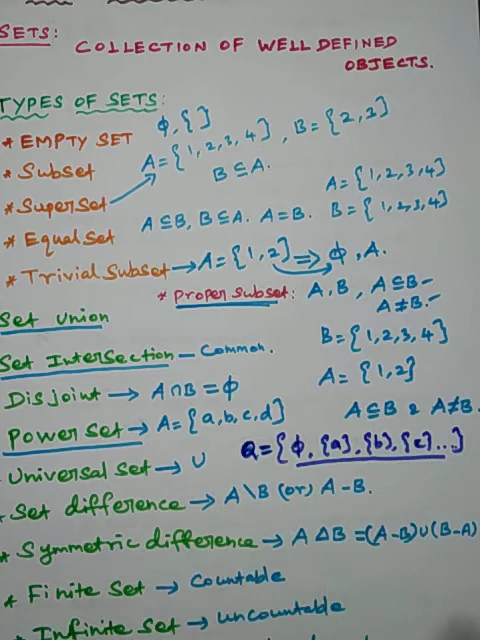 SETS: COLLECTION OF WELL DEFINED
OBJECTS.
TYPES OF SETS:
* EMPTY SET ϕ, { }
* Subset A={1,2,3,4}, B={2,3}
B⊆A.
* Superset
A={1,2,3,4}
* Equal Set A⊆B, B⊆A. A=B. B={1,2,3,4}
* Trivial Subset → A={1,2} ⇒ ϕ, A.
* Proper Subset: A, B, A⊆B-
A≠B.-
Set Union
B={1,2,3,4}
Set Intersection - Common.
A={1,2}
Disjoint → A∩B=ϕ
A⊆B & A≠B.
Power Set → A={a,b,c,d}
Q={ϕ,{a},{b},{c}...}
Universal Set → U
Set difference → A\B (or) A-B.
* Symmetric difference → A Δ B =(A-B)∪(B-A)
* Finite Set → Countable
* Infinite Set → uncountable